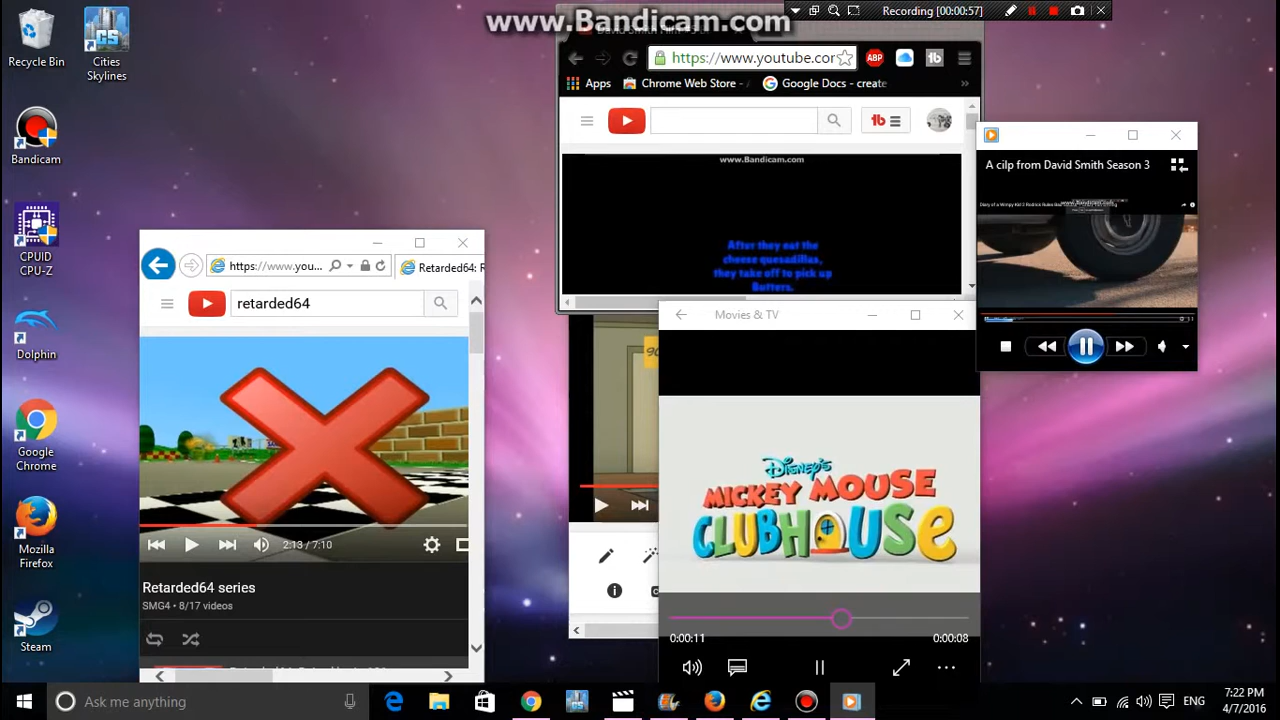 www.Bandicam.com
Recording [00:00:57]
Recycle Bin
Cities
Skylines
Bandicam
CPUID
CPU-Z
Dolphin
Google
Chrome
Mozilla
Firefox
Steam
https://www.youtube.cor
ABP
Apps
Chrome Web Store -
Google Docs - create
www.Bandicam.com
After they eat the
cheese quesadillas,
they take off to pick up
Butters.
A cilp from David Smith Season 3
https://www.you...
Retarded64: R
retarded64
2:13 / 7:10
Retarded64 series
SMG4 • 8/17 videos
Movies & TV
Disney's
MICKEY MOUSE
CLUBHOUSE
0:00:11
0:00:08
Ask me anything
ENG
7:22 PM
4/7/2016